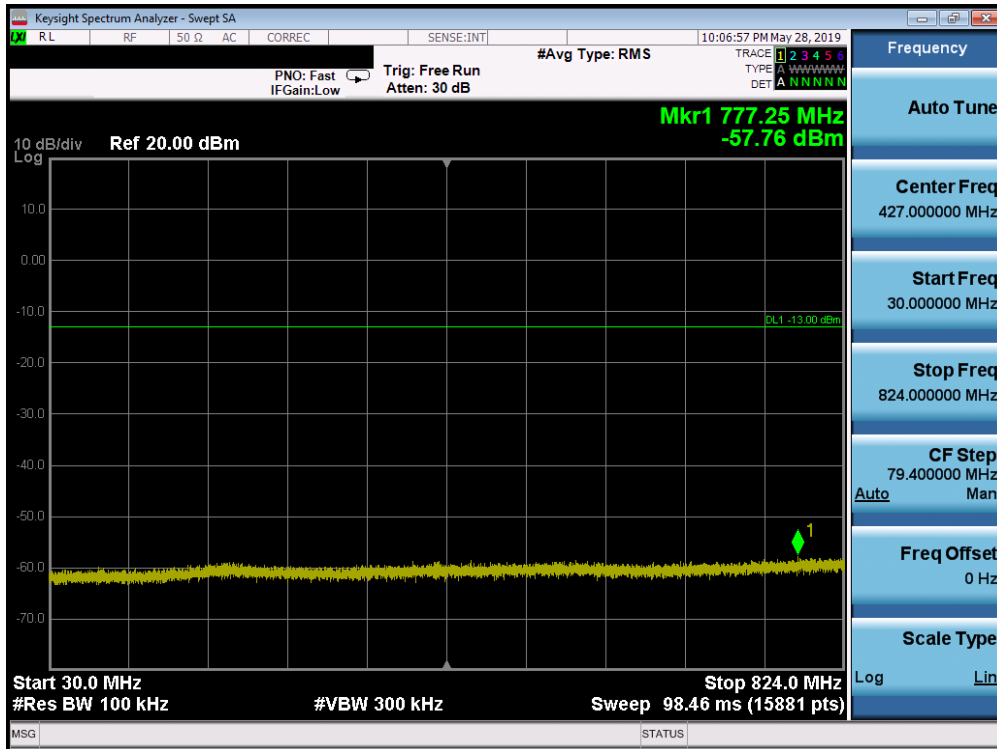 Keysight Spectrum Analyzer - Swept SA
LXI RL RF 50 Ω AC CORREC SENSE:INT 10:06:57 PM May 28, 2019
#Avg Type: RMS
TRACE 1 2 3 4 5 6
TYPE A WWWWW
DET A N N N N N
PNO: Fast
IFGain:Low
Trig: Free Run
Atten: 30 dB
Mkr1 777.25 MHz
-57.76 dBm
10 dB/div Ref 20.00 dBm
Log
10.0
0.00
-10.0
DL1 -13.00 dBm
-20.0
-30.0
-40.0
-50.0
1
-60.0
-70.0
Start 30.0 MHz Stop 824.0 MHz
#Res BW 100 kHz #VBW 300 kHz Sweep 98.46 ms (15881 pts)
MSG STATUS
Frequency
Auto Tune
Center Freq
427.000000 MHz
Start Freq
30.000000 MHz
Stop Freq
824.000000 MHz
CF Step
79.400000 MHz
Auto Man
Freq Offset
0 Hz
Scale Type
Log Lin